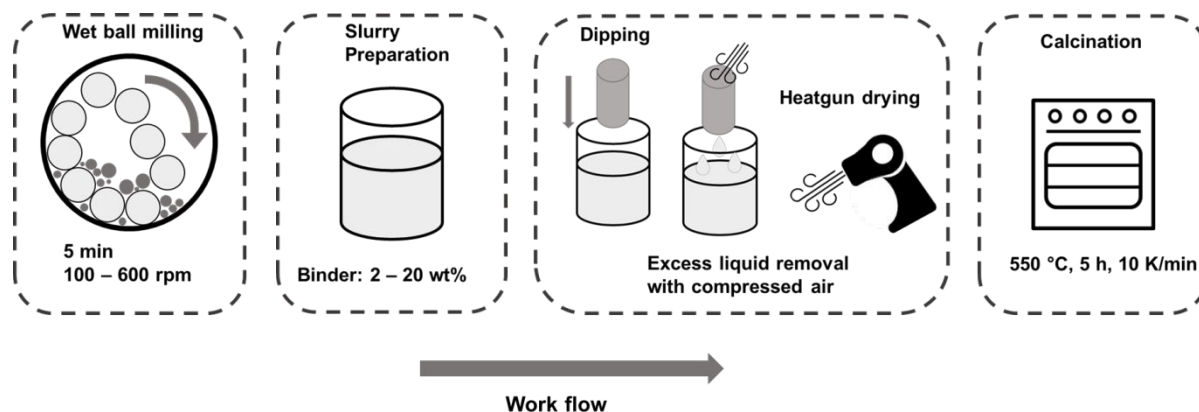 Wet ball milling
5 min
100 – 600 rpm
Slurry
Preparation
Binder: 2 – 20 wt%
Dipping
Heatgun drying
Excess liquid removal
with compressed air
Calcination
550 °C, 5 h, 10 K/min
Work flow